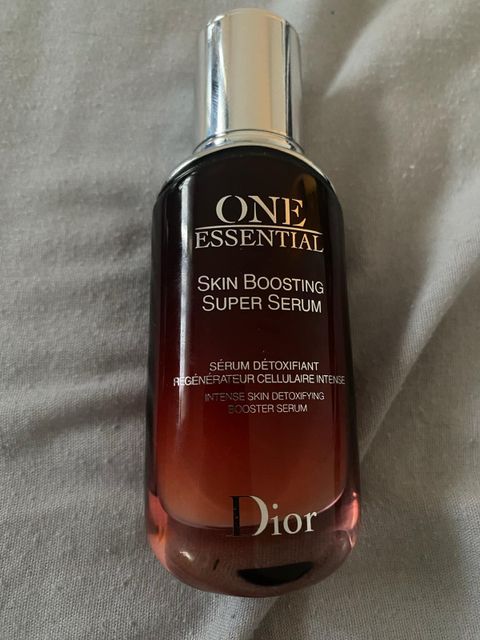 ONE
ESSENTIAL
SKIN BOOSTING
SUPER SERUM
SÉRUM DÉTOXIFIANT
RÉGÉNÉRATEUR CELLULAIRE INTENSE
INTENSE SKIN DETOXIFYING
BOOSTER SERUM
Dior